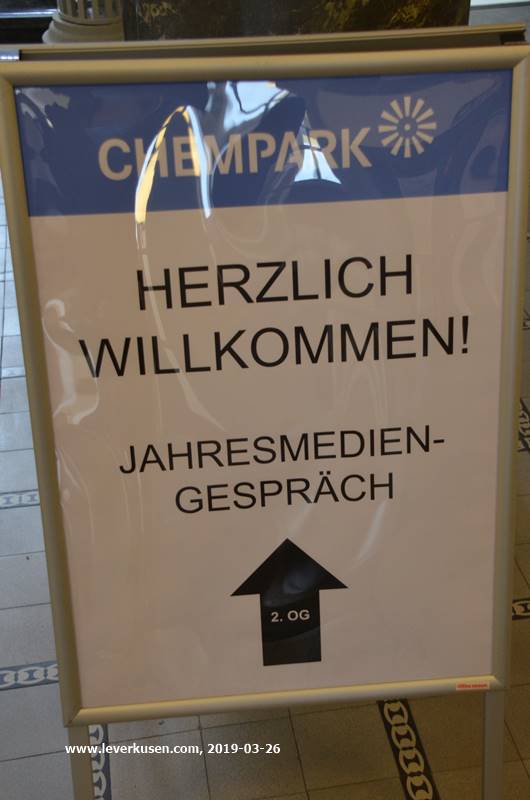 CHEMPARK
HERZLICH
WILLKOMMEN!
JAHRESMEDIEN-
GESPRÄCH
2. OG
www.leverkusen.com, 2019-03-26